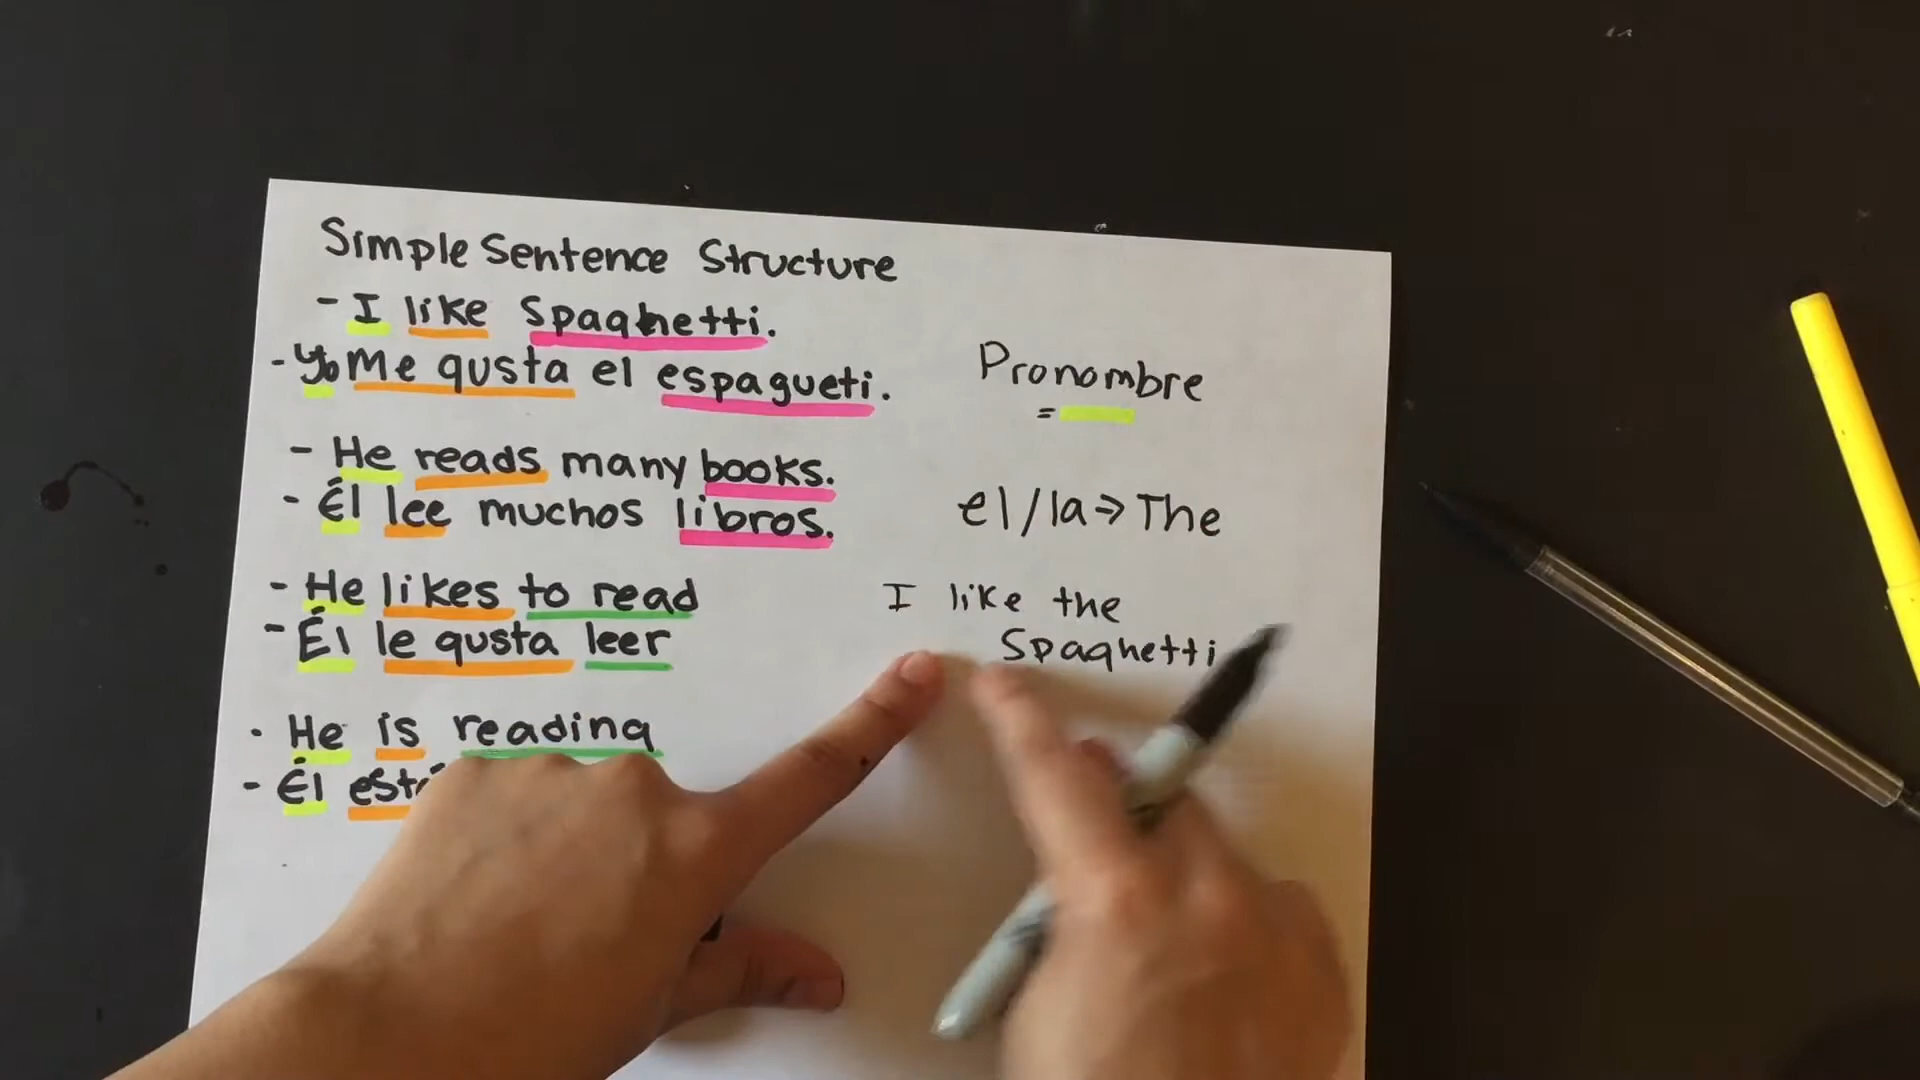 Simple Sentence Structure
- I like Spaghetti.
- Yo Me gusta el espagueti.
- He reads many books.
- Él lee muchos libros.
- He likes to read
- Él le gusta leer
· He is reading
- Él está
Pronombre
=
el/la → The
I like the
Spaghetti